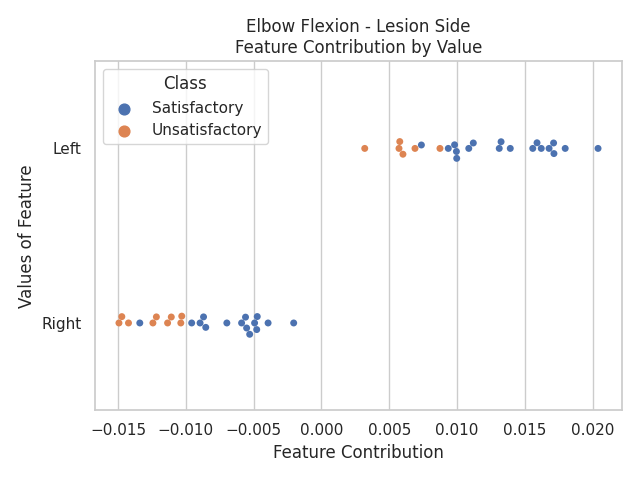 Elbow Flexion - Lesion Side
Feature Contribution by Value
Class
Satisfactory
Unsatisfactory
Left
Right
Values of Feature
−0.015 −0.010 −0.005 0.000 0.005 0.010 0.015 0.020
Feature Contribution